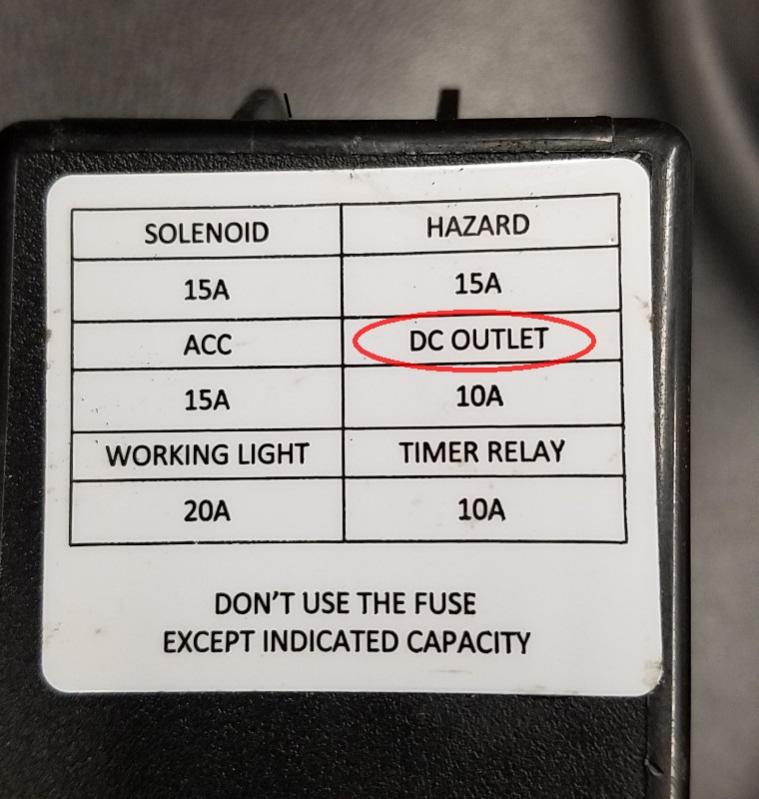 SOLENOID HAZARD
15A 15A
ACC DC OUTLET
15A 10A
WORKING LIGHT TIMER RELAY
20A 10A
DON'T USE THE FUSE
EXCEPT INDICATED CAPACITY